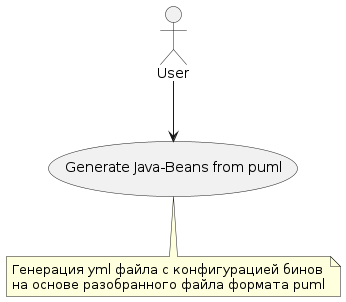 User
Generate Java-Beans from puml
Генерация yml файла с конфигурацией бинов
на основе разобранного файла формата puml